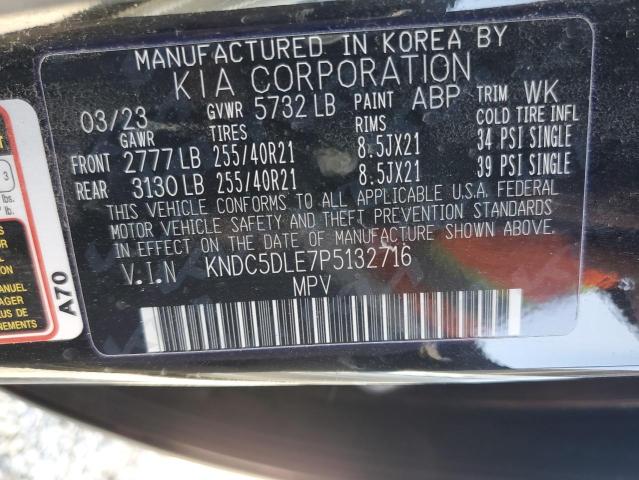 MANUFACTURED IN KOREA BY
KIA CORPORATION
03/23 GVWR 5732 LB PAINT ABP TRIM WK
GAWR TIRES RIMS COLD TIRE INFL
FRONT 2777 LB 255/40R21 8.5JX21 34 PSI SINGLE
REAR 3130 LB 255/40R21 8.5JX21 39 PSI SINGLE
THIS VEHICLE CONFORMS TO ALL APPLICABLE U.S.A. FEDERAL
MOTOR VEHICLE SAFETY AND THEFT PREVENTION STANDARDS
IN EFFECT ON THE DATE OF MANUFACTURE SHOWN ABOVE.
V.I.N KNDC5DLE7P5132716
MPV
A70
3
lbs.
lb.